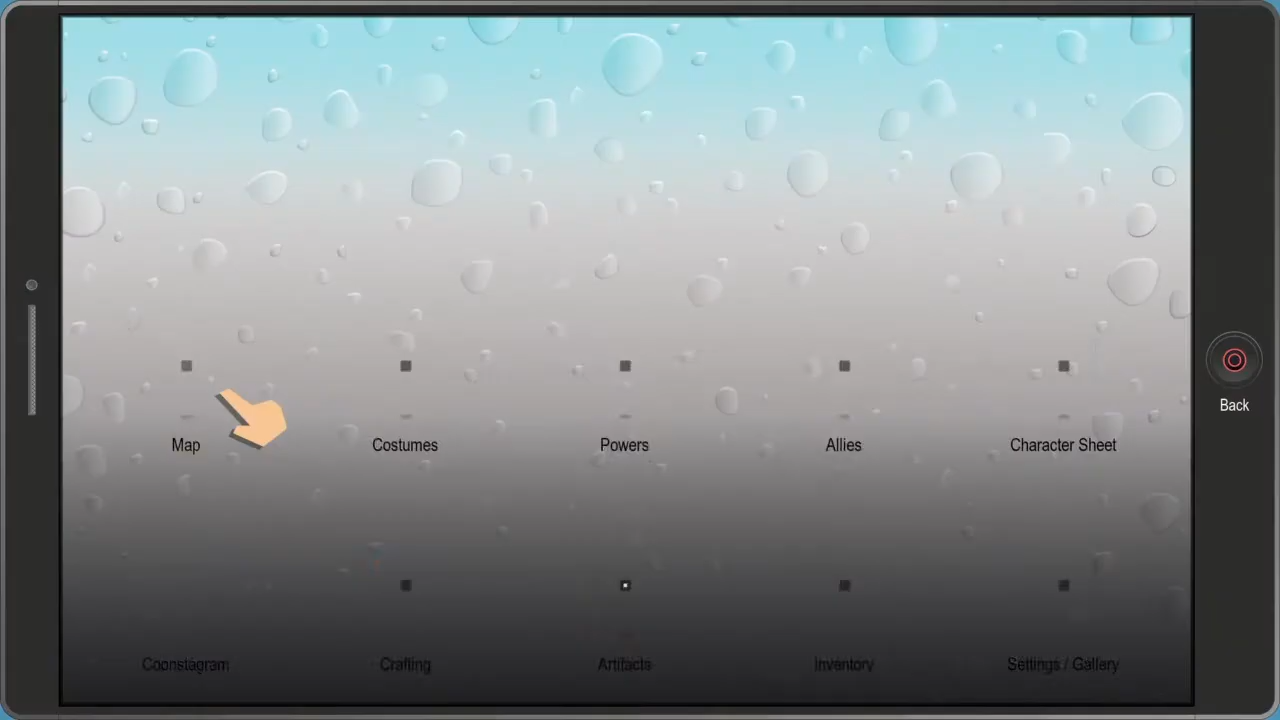 Back
Map
Costumes
Powers
Allies
Character Sheet
Coonstagram
Crafting
Artifacts
Inventory
Settings / Gallery